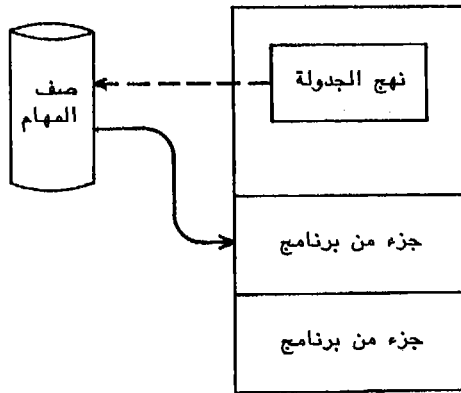 نهج الجدولة
صف
المهام
جزء من برنامج
جزء من برنامج